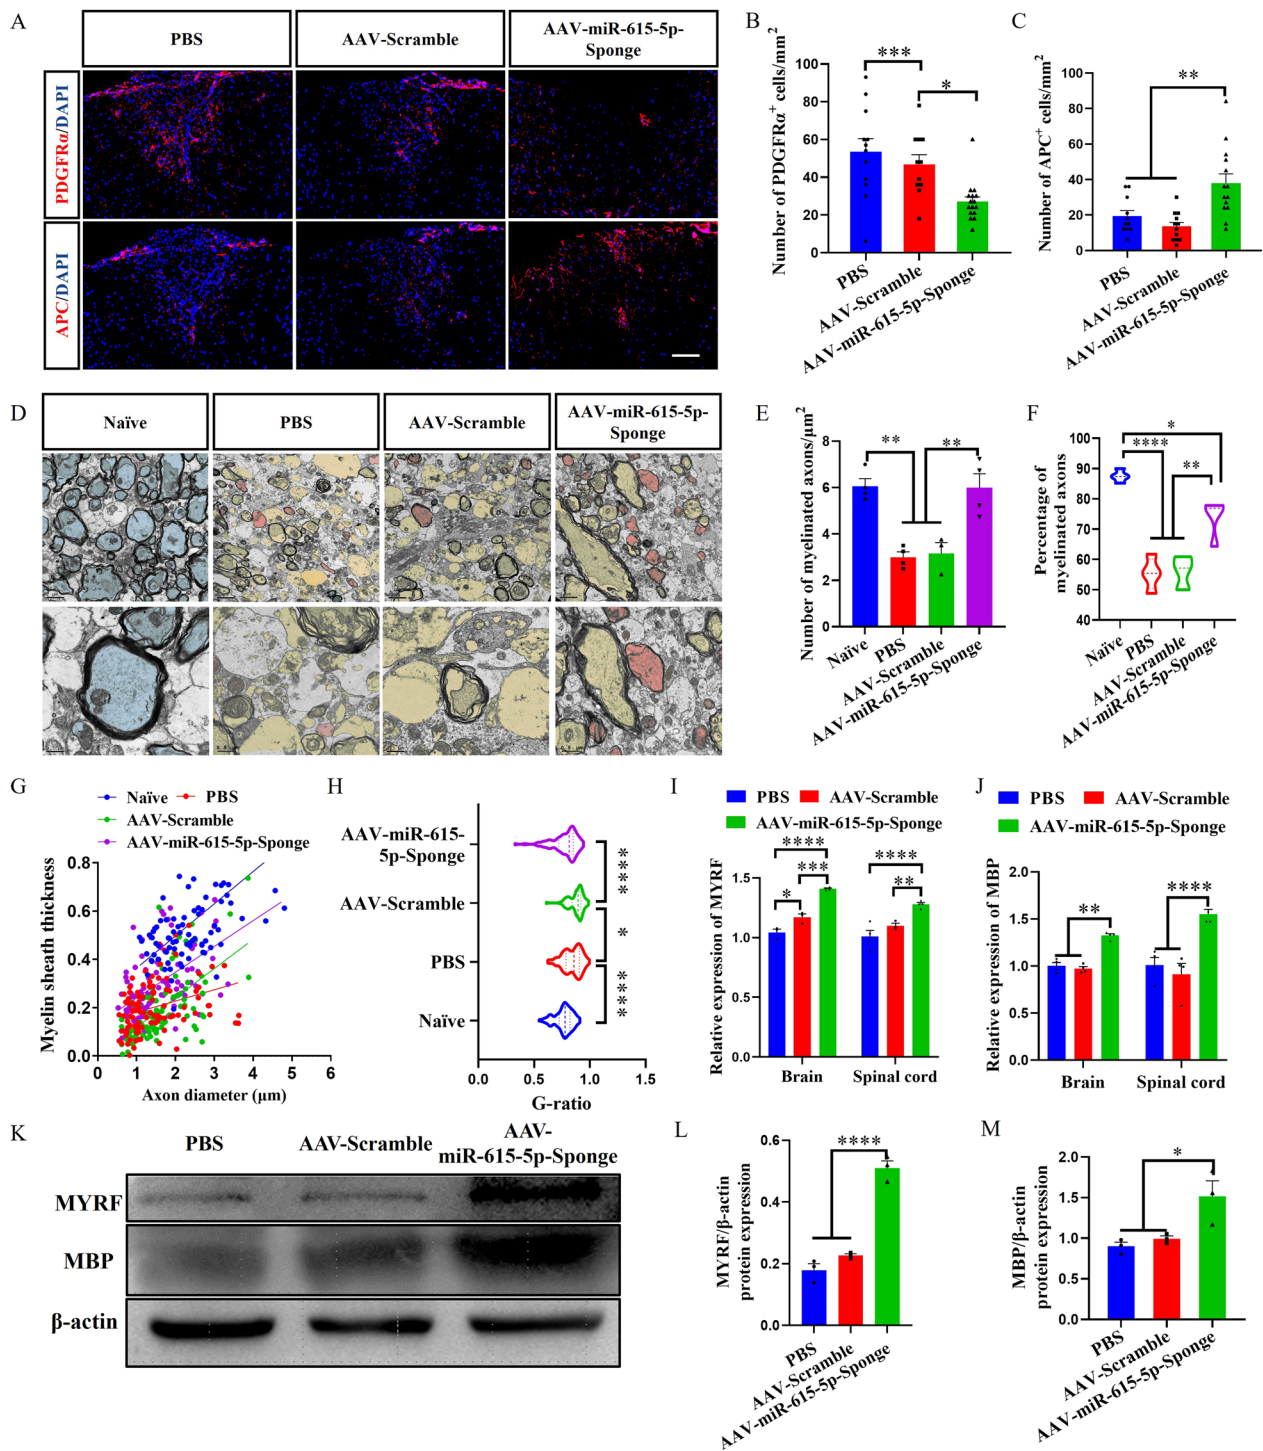 A
PBS
AAV-Scramble
AAV-miR-615-5p-
Sponge
PDGFRα/DAPI
APC/DAPI
B
Number of PDGFRα⁺ cells/mm²
100
80
60
40
20
0
***
*
PBS
AAV-Scramble
AAV-miR-615-5p-Sponge
C
Number of APC⁺ cells/mm²
100
80
60
40
20
0
**
PBS
AAV-Scramble
AAV-miR-615-5p-Sponge
D
Naïve
PBS
AAV-Scramble
AAV-miR-615-5p-
Sponge
E
Number of myelinated axons/μm²
8
6
4
2
0
**
**
Naïve
PBS
AAV-Scramble
AAV-miR-615-5p-Sponge
F
Percentage of
myelinated axons
100
90
80
70
60
50
40
*
****
**
Naïve
PBS
AAV-Scramble
AAV-miR-615-5p-Sponge
G
Naïve
PBS
AAV-Scramble
AAV-miR-615-5p-Sponge
Myelin sheath thickness
0.8
0.6
0.4
0.2
0.0
0 1 2 3 4 5 6
Axon diameter (μm)
H
AAV-miR-615-
5p-Sponge
AAV-Scramble
PBS
Naïve
****
*
****
0.0 0.5 1.0 1.5
G-ratio
I
PBS
AAV-Scramble
AAV-miR-615-5p-Sponge
Relative expression of MYRF
1.5
1.0
0.5
0.0
****
***
*
****
**
Brain
Spinal cord
J
PBS
AAV-Scramble
AAV-miR-615-5p-Sponge
Relative expression of MBP
2.0
1.5
1.0
0.5
0.0
**
****
Brain
Spinal cord
K
PBS
AAV-Scramble
AAV-
miR-615-5p-Sponge
MYRF
MBP
β-actin
L
MYRF/β-actin
protein expression
0.6
0.4
0.2
0.0
****
PBS
AAV-Scramble
AAV-miR-615-5p-Sponge
M
MBP/β-actin
protein expression
2.0
1.5
1.0
0.5
0.0
*
PBS
AAV-Scramble
AAV-miR-615-5p-Sponge